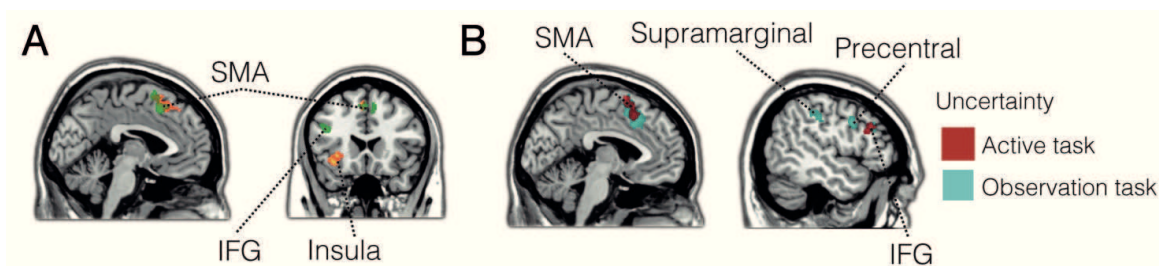 A
SMA
IFG
Insula
B
SMA
Supramarginal
Precentral
IFG
Uncertainty
Active task
Observation task